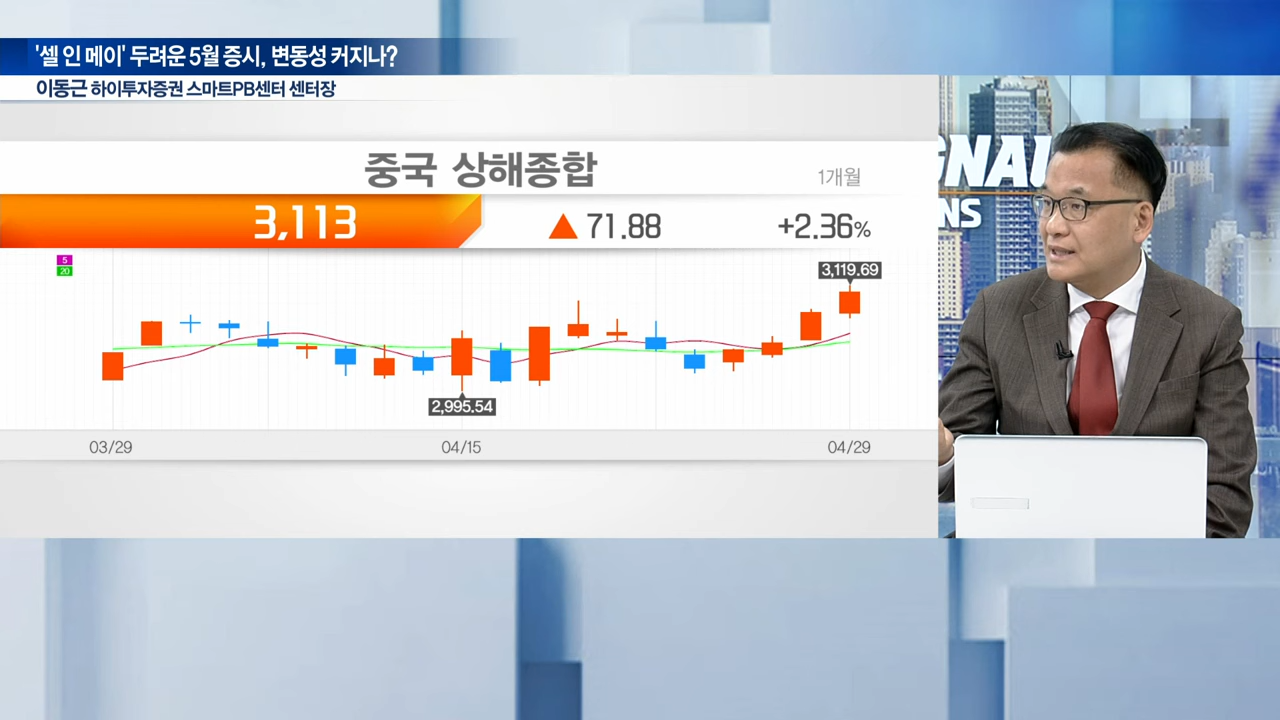 '셀 인 메이' 두려운 5월 증시, 변동성 커지나?
이동근 하이투자증권 스마트PB센터 센터장
중국 상해종합
1개월
3,113 ▲ 71.88 +2.36%
5
20
3,119.69
2,995.54
03/29 04/15 04/29
GNAL
NS